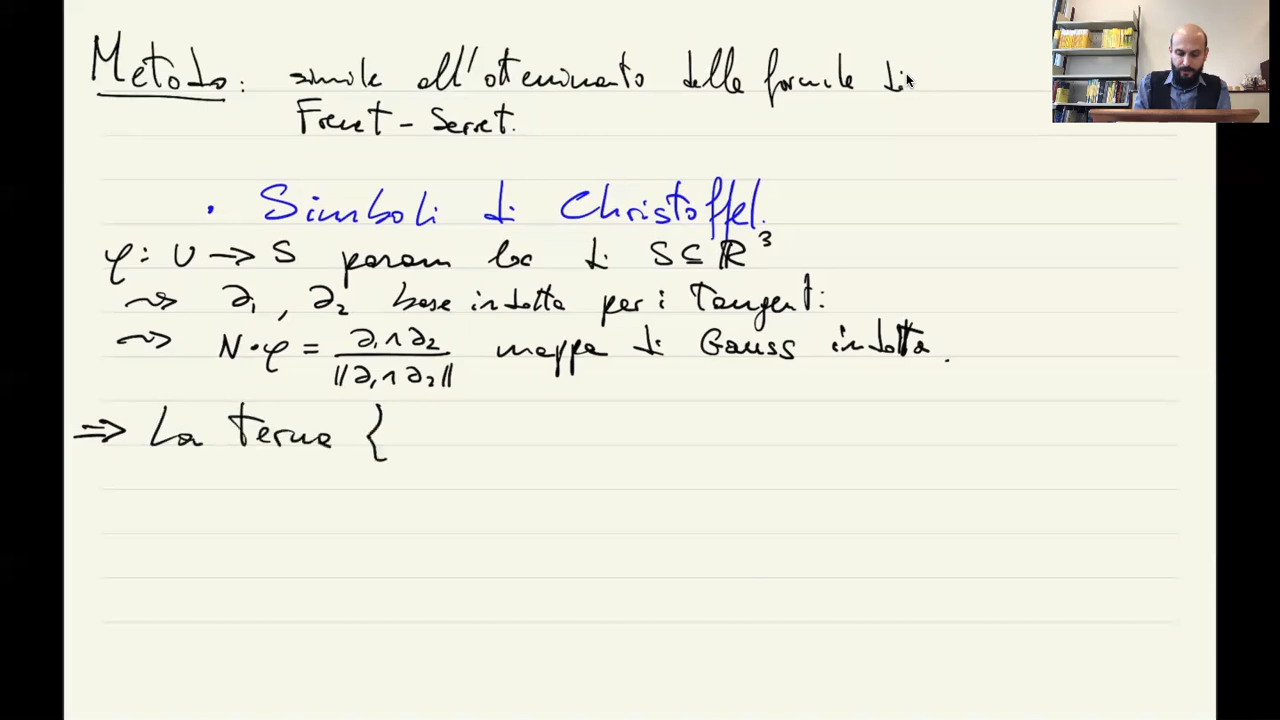 Metodo: simile all'ottenimento delle formule di
Frenet - Serret.
• Simboli di Christoffel.
φ: U → S param loc di S ⊆ ℝ³
⇝ ∂₁, ∂₂ base indotta per i tangenti
⇝ N∘φ = ∂₁∧∂₂ / ||∂₁∧∂₂|| mappa di Gauss indotta.
⇒ La terna {